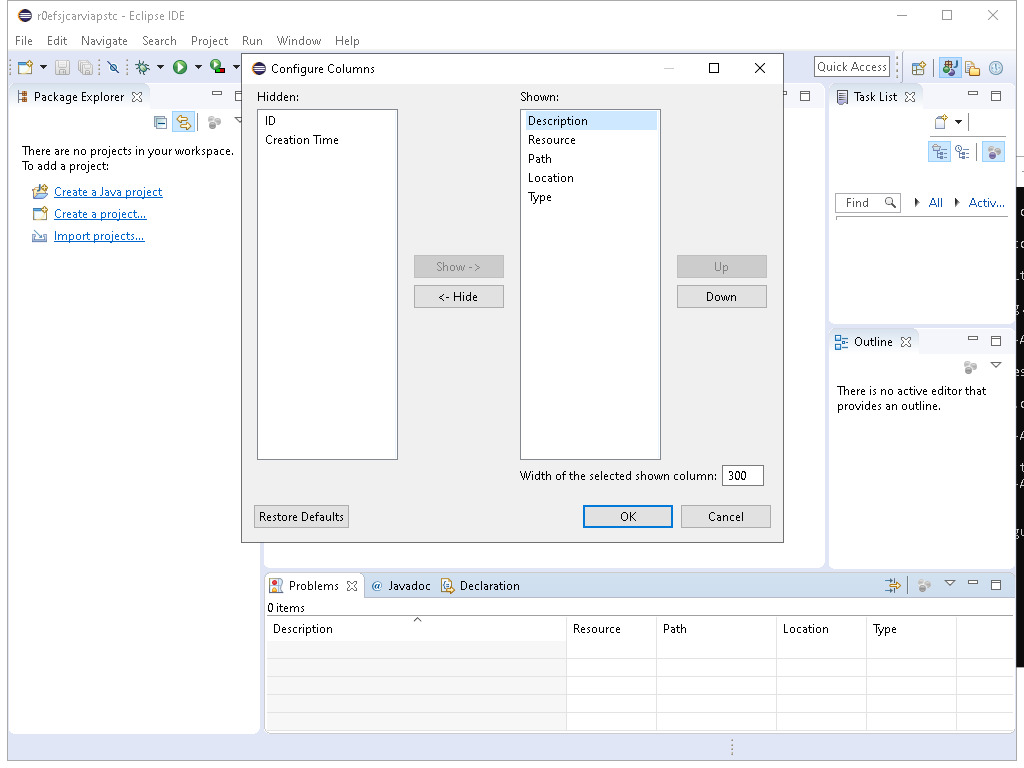 r0efsjcarviapstc - Eclipse IDE
File Edit Navigate Search Project Run Window Help
Quick Access
Configure Columns
Hidden:
ID
Creation Time
Shown:
Description
Resource
Path
Location
Type
Show ->
<- Hide
Up
Down
Width of the selected shown column: 300
Restore Defaults
OK
Cancel
Package Explorer
There are no projects in your workspace.
To add a project:
Create a Java project
Create a project...
Import projects...
Task List
Find
All
Activ...
Outline
There is no active editor that
provides an outline.
Problems @ Javadoc Declaration
0 items
Description Resource Path Location Type